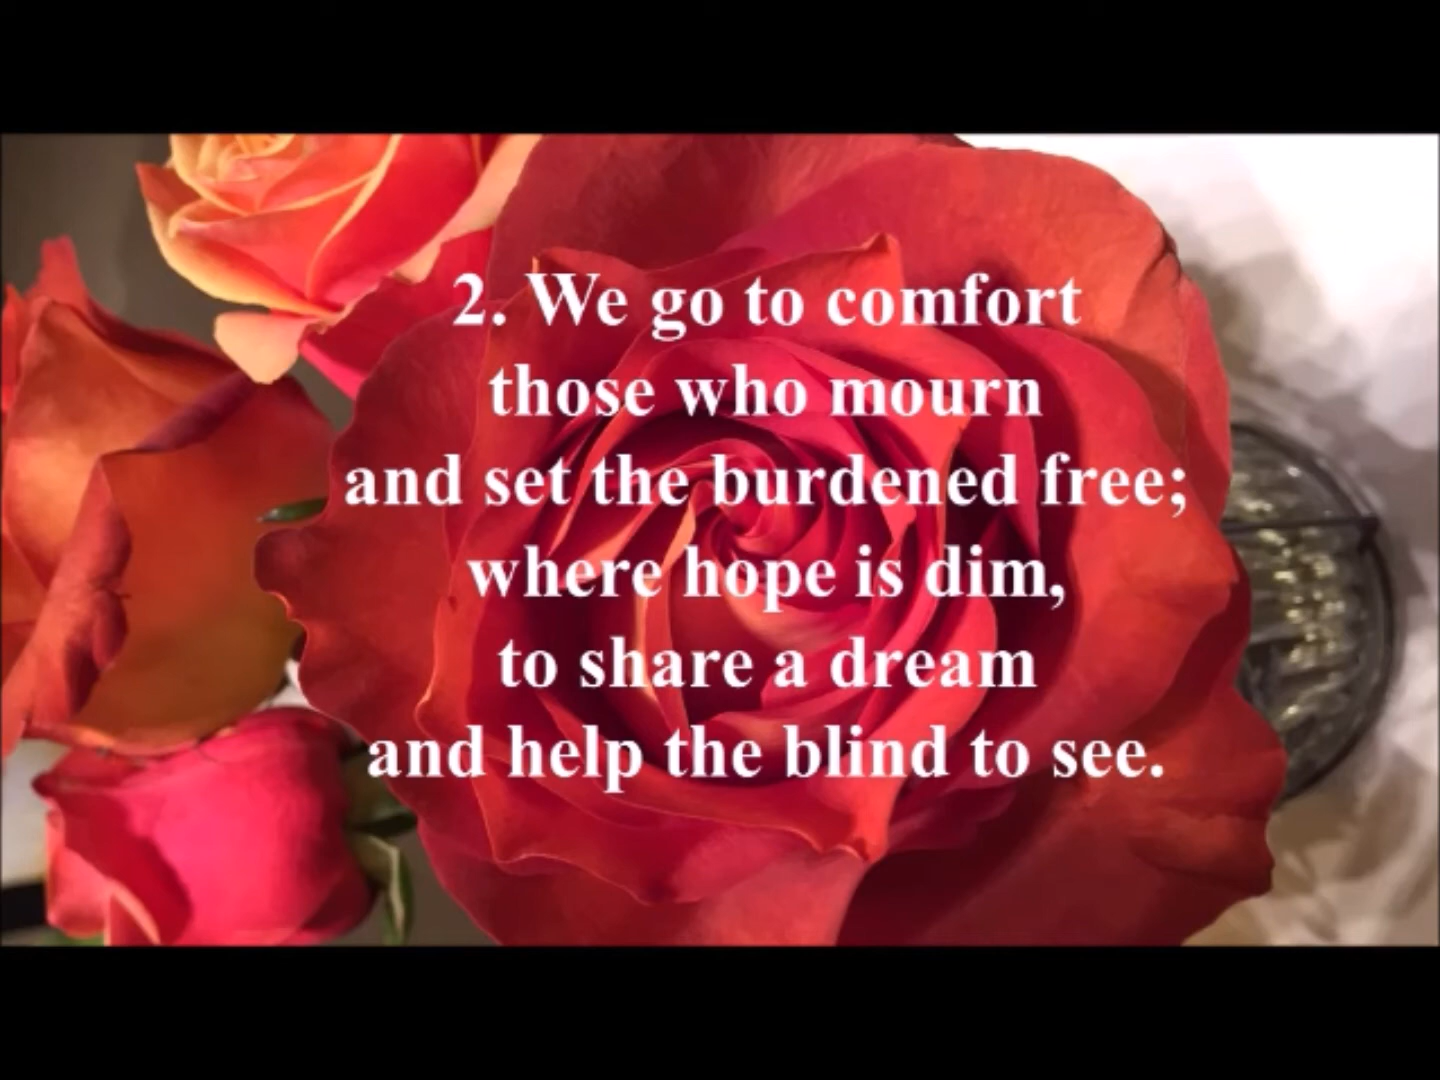 2. We go to comfort
those who mourn
and set the burdened free;
where hope is dim,
to share a dream
and help the blind to see.